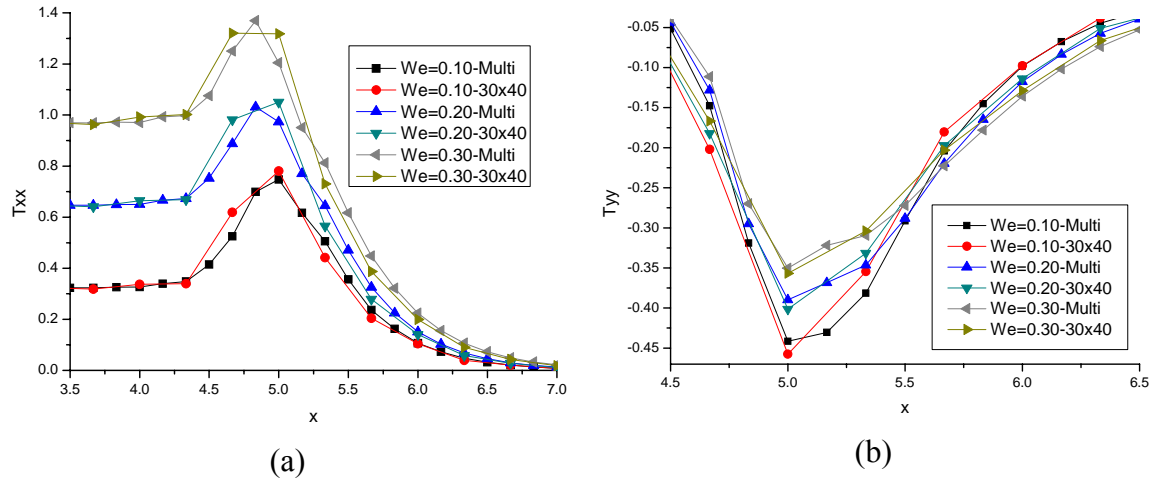 1.4
1.2
1.0
0.8
0.6
0.4
0.2
0.0
Txx
3.5 4.0 4.5 5.0 5.5 6.0 6.5 7.0
x
We=0.10-Multi
We=0.10-30x40
We=0.20-Multi
We=0.20-30x40
We=0.30-Multi
We=0.30-30x40
(a)
-0.05
-0.10
-0.15
-0.20
-0.25
-0.30
-0.35
-0.40
-0.45
Tyy
4.5 5.0 5.5 6.0 6.5
x
We=0.10-Multi
We=0.10-30x40
We=0.20-Multi
We=0.20-30x40
We=0.30-Multi
We=0.30-30x40
(b)